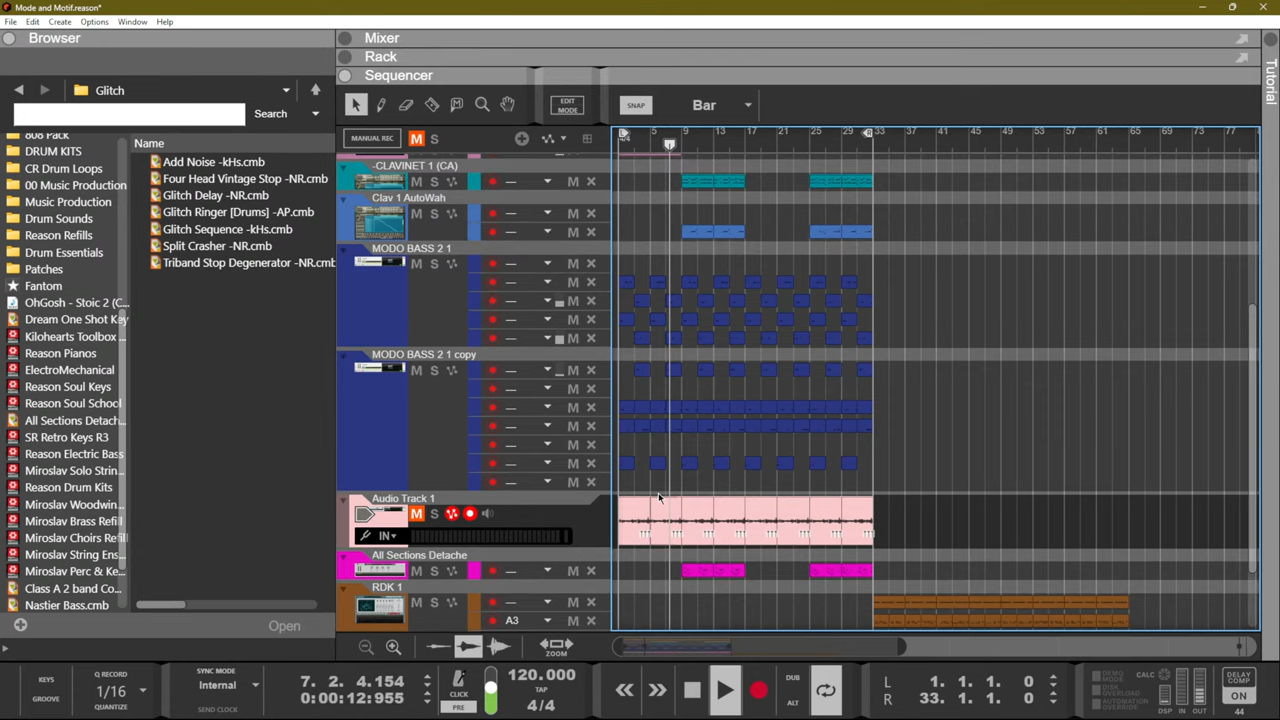 Mode and Motif.reason*
File Edit Create Options Window Help
Browser
Mixer
Rack
Sequencer
Tutorial
Glitch
Search
EDIT MODE
SNAP
Bar
808 Pack
DRUM KITS
CR Drum Loops
00 Music Production
Music Production
Drum Sounds
Reason Refills
Drum Essentials
Patches
Fantom
OhGosh - Stoic 2 (C...
Dream One Shot Key
Kilohearts Toolbox ...
Reason Pianos
ElectroMechanical
Reason Soul Keys
Reason Soul School
All Sections Detach...
SR Retro Keys R3
Reason Electric Bass
Miroslav Solo Strin...
Reason Drum Kits
Miroslav Woodwin...
Miroslav Brass Refill
Miroslav Choirs Refill
Miroslav String Ens...
Miroslav Perc & Ke...
Class A 2 band Co...
Nastier Bass.cmb
Name
Add Noise -kHs.cmb
Four Head Vintage Stop -NR.cmb
Glitch Delay -NR.cmb
Glitch Ringer [Drums] -AP.cmb
Glitch Sequence -kHs.cmb
Split Crasher -NR.cmb
Triband Stop Degenerator -NR.cmb
Open
MANUAL REC M S
5 9 13 17 21 25 29 33 37 41 45 49 53 57 61 65 69 73 77
-CLAVINET 1 (CA)
M S
M
Clav 1 AutoWah
M S
M
M
MODO BASS 2 1
M S
M
M
M
M
M
MODO BASS 2 1 copy
M S
M
M
M
M
M
M
M
Audio Track 1
M S
IN
All Sections Detache
M S
M
RDK 1
M S
M
A3 M
ZOOM
KEYS
GROOVE
Q RECORD
1/16
QUANTIZE
SYNC MODE
Internal
SEND CLOCK
7. 2. 4.154
0:00:12:955
CLICK
PRE
120.000
TAP
4/4
DUB
ALT
L 1. 1. 1. 0
R 33. 1. 1. 0
DEMO MODE
DISK OVERLOAD
AUTOMATION OVERRIDE
CALC
DSP IN OUT
DELAY COMP
ON
44